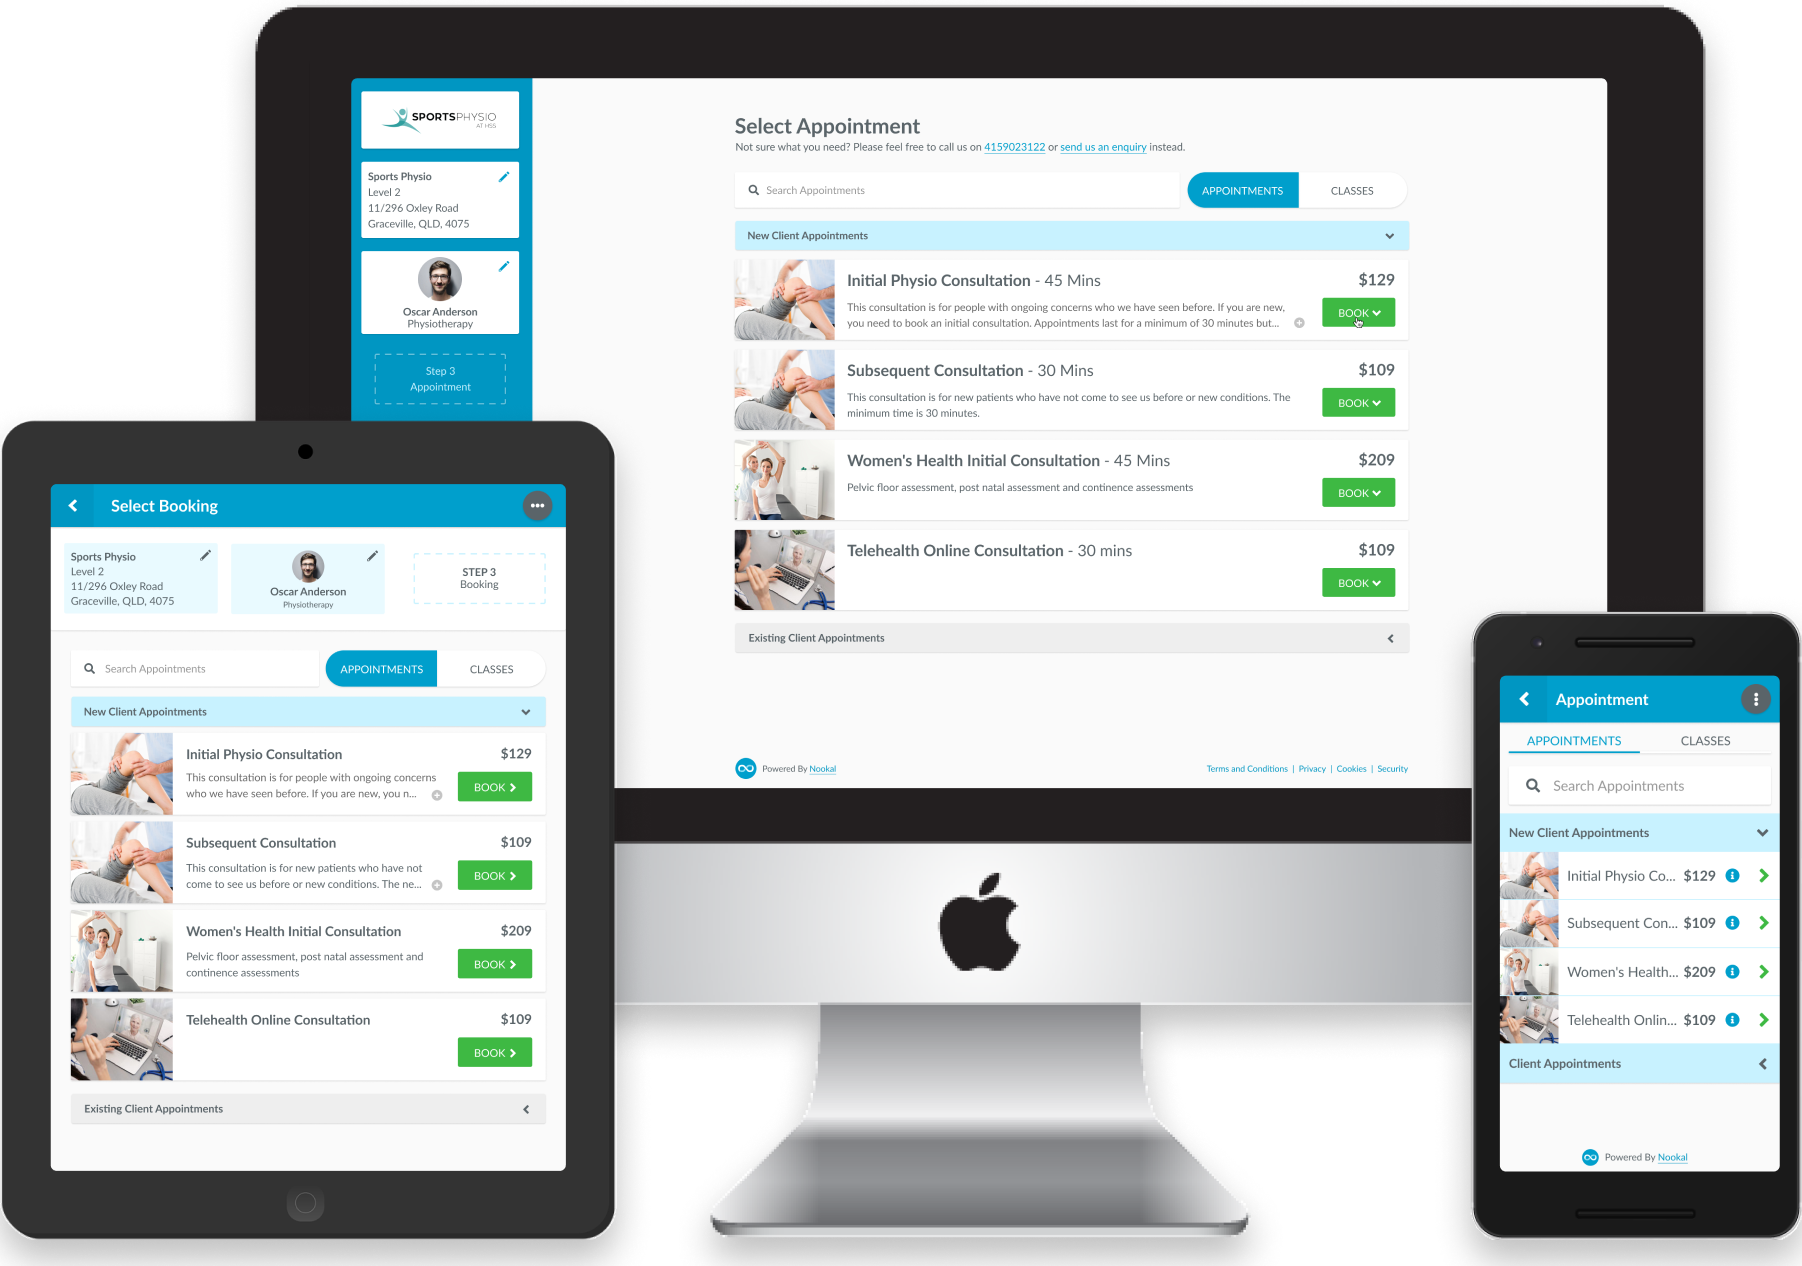 SPORTSPHYSIO
AT HSS
Sports Physio
Level 2
11/296 Oxley Road
Graceville, QLD, 4075
Oscar Anderson
Physiotherapy
Step 3
Appointment
Select Appointment
Not sure what you need? Please feel free to call us on 4159023122 or send us an enquiry instead.
Search Appointments
APPOINTMENTS
CLASSES
New Client Appointments
Initial Physio Consultation - 45 Mins
$129
This consultation is for people with ongoing concerns who we have seen before. If you are new,
you need to book an initial consultation. Appointments last for a minimum of 30 minutes but...
BOOK
Subsequent Consultation - 30 Mins
$109
This consultation is for new patients who have not come to see us before or new conditions. The
minimum time is 30 minutes.
BOOK
Women's Health Initial Consultation - 45 Mins
$209
Pelvic floor assessment, post natal assessment and continence assessments
BOOK
Telehealth Online Consultation - 30 mins
$109
BOOK
Existing Client Appointments
Powered By Nookal
Terms and Conditions | Privacy | Cookies | Security
Select Booking
Sports Physio
Level 2
11/296 Oxley Road
Graceville, QLD, 4075
Oscar Anderson
Physiotherapy
STEP 3
Booking
Search Appointments
APPOINTMENTS
CLASSES
New Client Appointments
Initial Physio Consultation
$129
This consultation is for people with ongoing concerns
who we have seen before. If you are new, you n...
BOOK
Subsequent Consultation
$109
This consultation is for new patients who have not
come to see us before or new conditions. The ne...
BOOK
Women's Health Initial Consultation
$209
Pelvic floor assessment, post natal assessment and
continence assessments
BOOK
Telehealth Online Consultation
$109
BOOK
Existing Client Appointments
Appointment
APPOINTMENTS
CLASSES
Search Appointments
New Client Appointments
Initial Physio Co... $129
Subsequent Con... $109
Women's Health... $209
Telehealth Onlin... $109
Client Appointments
Powered By Nookal